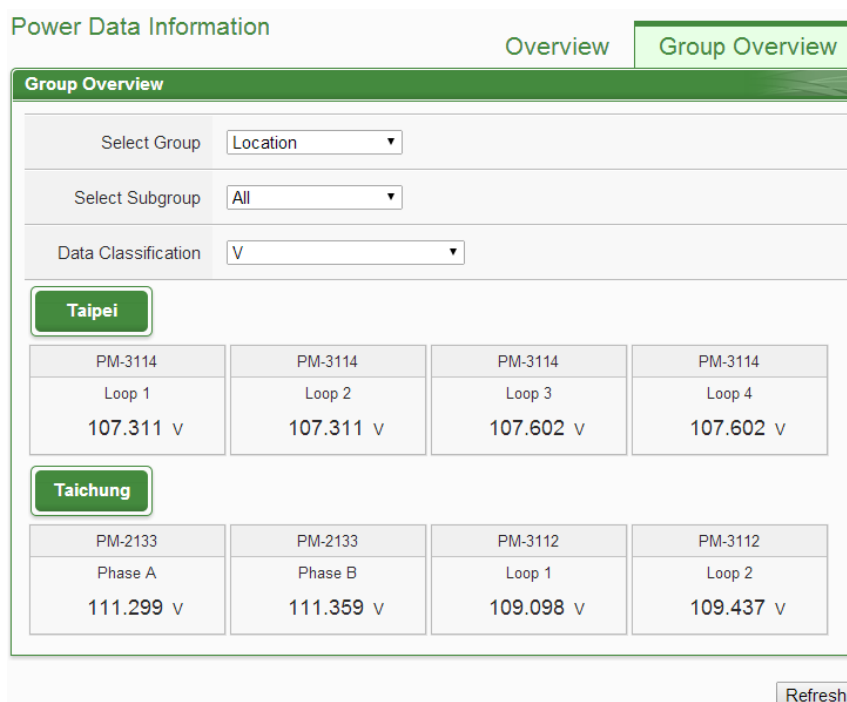 Power Data Information
Overview Group Overview
Group Overview
Select Group Location
Select Subgroup All
Data Classification V
Taipei
PM-3114 PM-3114 PM-3114 PM-3114
Loop 1 Loop 2 Loop 3 Loop 4
107.311 V 107.311 V 107.602 V 107.602 V
Taichung
PM-2133 PM-2133 PM-3112 PM-3112
Phase A Phase B Loop 1 Loop 2
111.299 V 111.359 V 109.098 V 109.437 V
Refresh